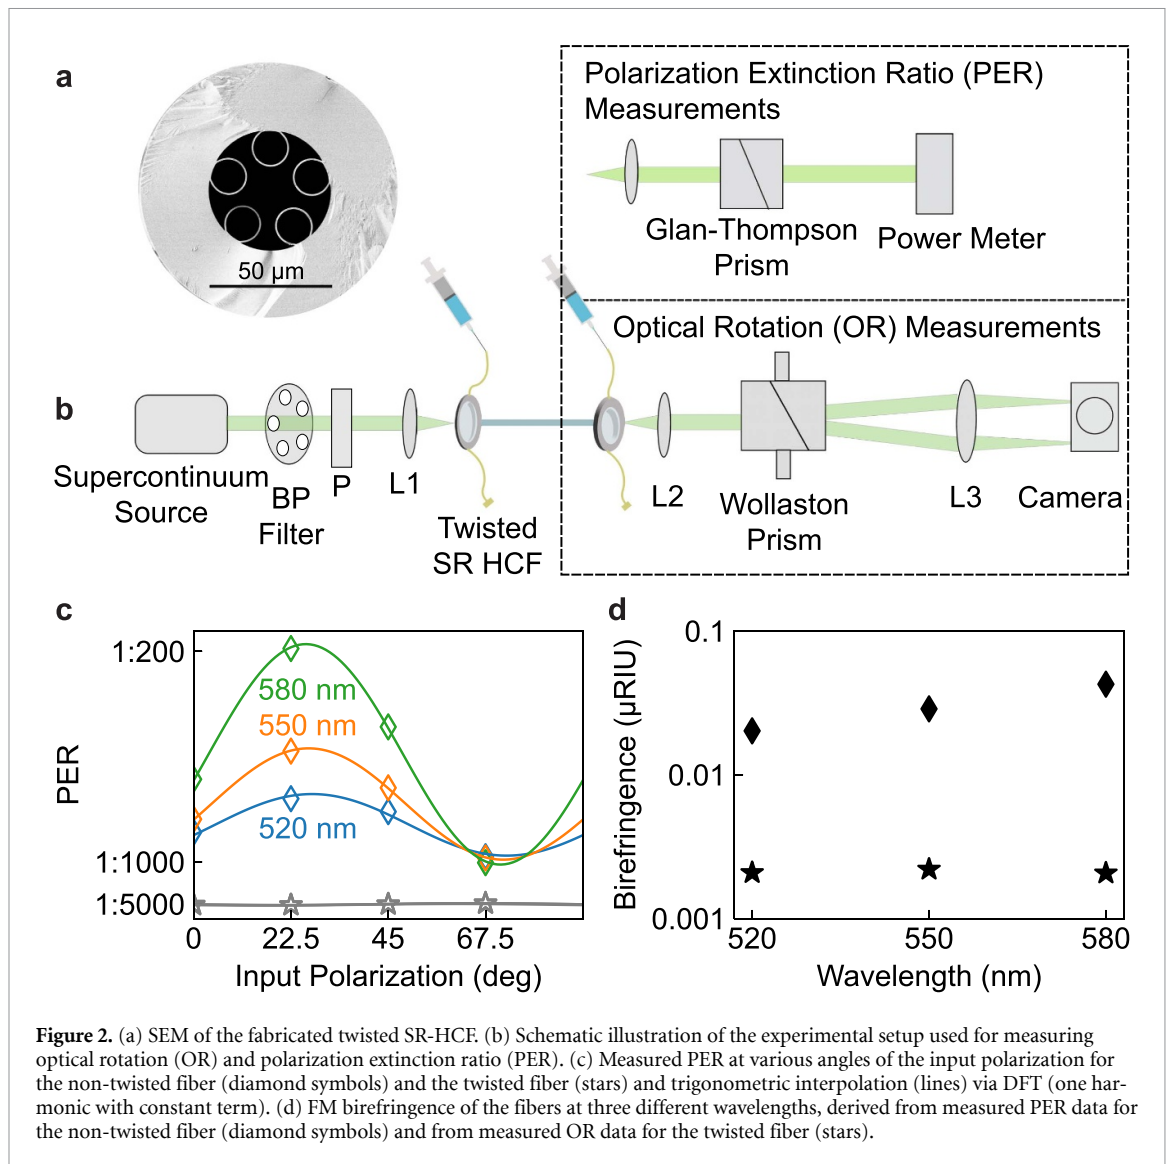 a
50 μm
Polarization Extinction Ratio (PER)
Measurements
Glan-Thompson
Prism
Power Meter
Optical Rotation (OR) Measurements
b
Supercontinuum
Source
BP
Filter
P
L1
Twisted
SR HCF
L2
Wollaston
Prism
L3
Camera
c
PER
1:200
1:1000
1:5000
580 nm
550 nm
520 nm
0
22.5
45
67.5
Input Polarization (deg)
d
Birefringence (μRIU)
0.1
0.01
0.001
520
550
580
Wavelength (nm)
Figure 2. (a) SEM of the fabricated twisted SR-HCF. (b) Schematic illustration of the experimental setup used for measuring
optical rotation (OR) and polarization extinction ratio (PER). (c) Measured PER at various angles of the input polarization for
the non-twisted fiber (diamond symbols) and the twisted fiber (stars) and trigonometric interpolation (lines) via DFT (one har-
monic with constant term). (d) FM birefringence of the fibers at three different wavelengths, derived from measured PER data for
the non-twisted fiber (diamond symbols) and from measured OR data for the twisted fiber (stars).